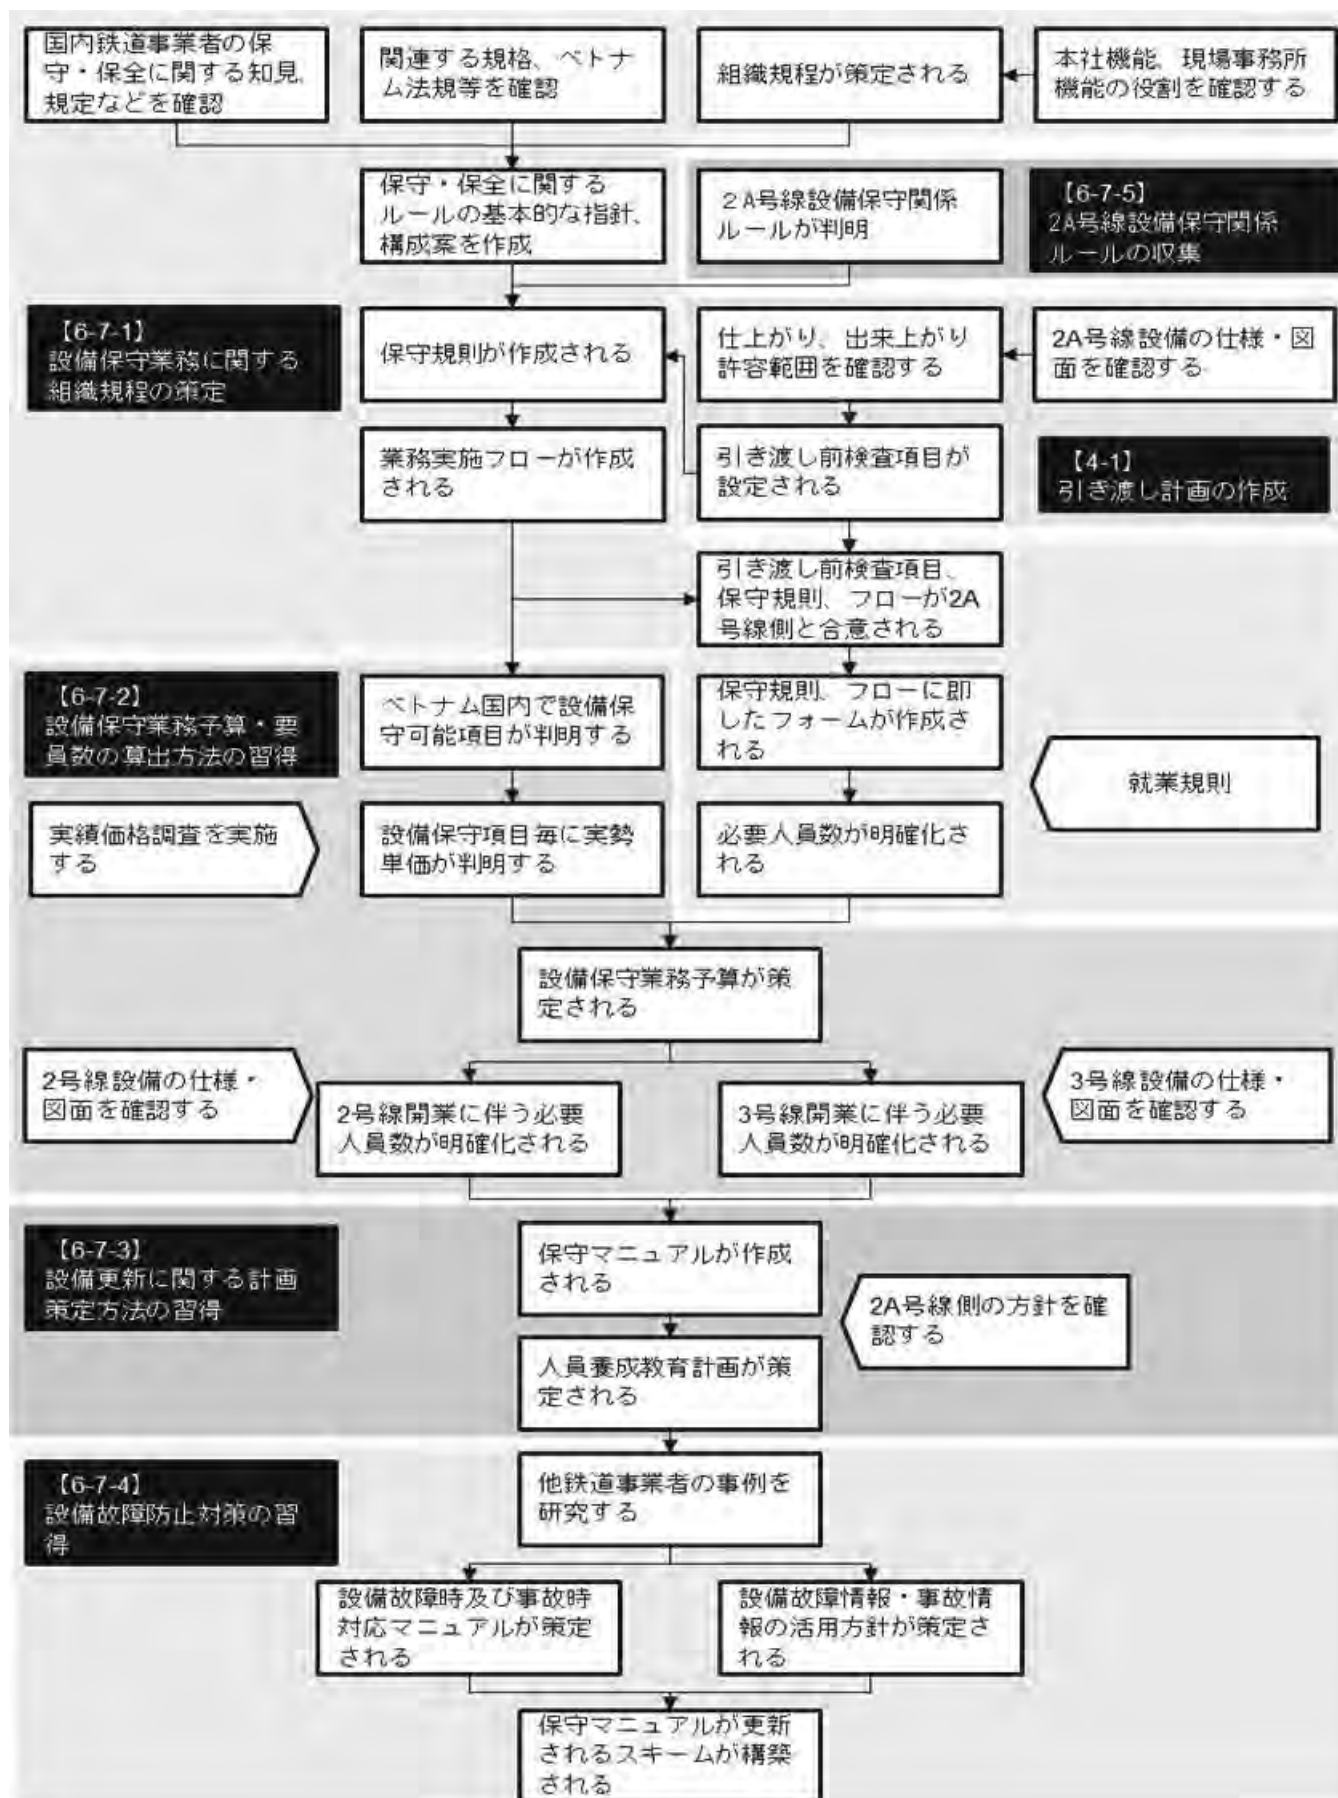 国内鉄道事業者の保
守・保全に関する知見、
規定などを確認
関連する規格、ベトナ
ム法規等を確認
組織規程が策定される
本社機能、現場事務所
機能の役割を確認する
保守・保全に関する
ルールの基本的な指針、
構成案を作成
2A号線設備保守関係
ルールが判明
【6-7-5】
2A号線設備保守関係
ルールの収集
【6-7-1】
設備保守業務に関する
組織規程の策定
保守規則が作成される
仕上がり、出来上がり
許容範囲を確認する
2A号線設備の仕様・図
面を確認する
業務実施フローが作成
される
引き渡し前検査項目が
設定される
【4-1】
引き渡し計画の作成
引き渡し前検査項目、
保守規則、フローが2A
号線側と合意される
【6-7-2】
設備保守業務予算・要
員数の算出方法の習得
ベトナム国内で設備保
守可能項目が判明する
保守規則、フローに即
したフォームが作成さ
れる
就業規則
実績価格調査を実施
する
設備保守項目毎に実勢
単価が判明する
必要人員数が明確化さ
れる
設備保守業務予算が策
定される
2号線設備の仕様・
図面を確認する
2号線開業に伴う必要
人員数が明確化される
3号線開業に伴う必要
人員数が明確化される
3号線設備の仕様・
図面を確認する
【6-7-3】
設備更新に関する計画
策定方法の習得
保守マニュアルが作成
される
2A号線側の方針を確
認する
人員養成教育計画が策
定される
【6-7-4】
設備故障防止対策の習
得
他鉄道事業者の事例を
研究する
設備故障時及び事故時
対応マニュアルが策定
される
設備故障情報・事故情
報の活用方針が策定さ
れる
保守マニュアルが更新
されるスキームが構築
される